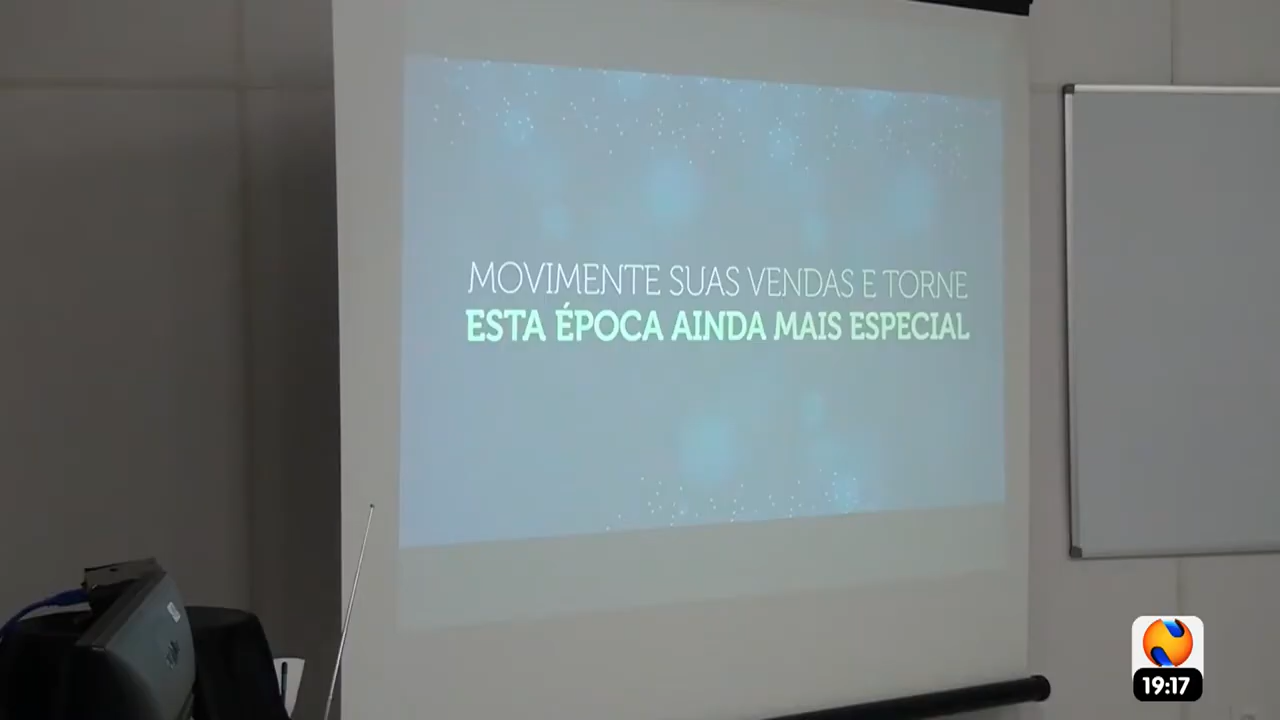 MOVIMENTE SUAS VENDAS E TORNE
ESTA ÉPOCA AINDA MAIS ESPECIAL
19:17